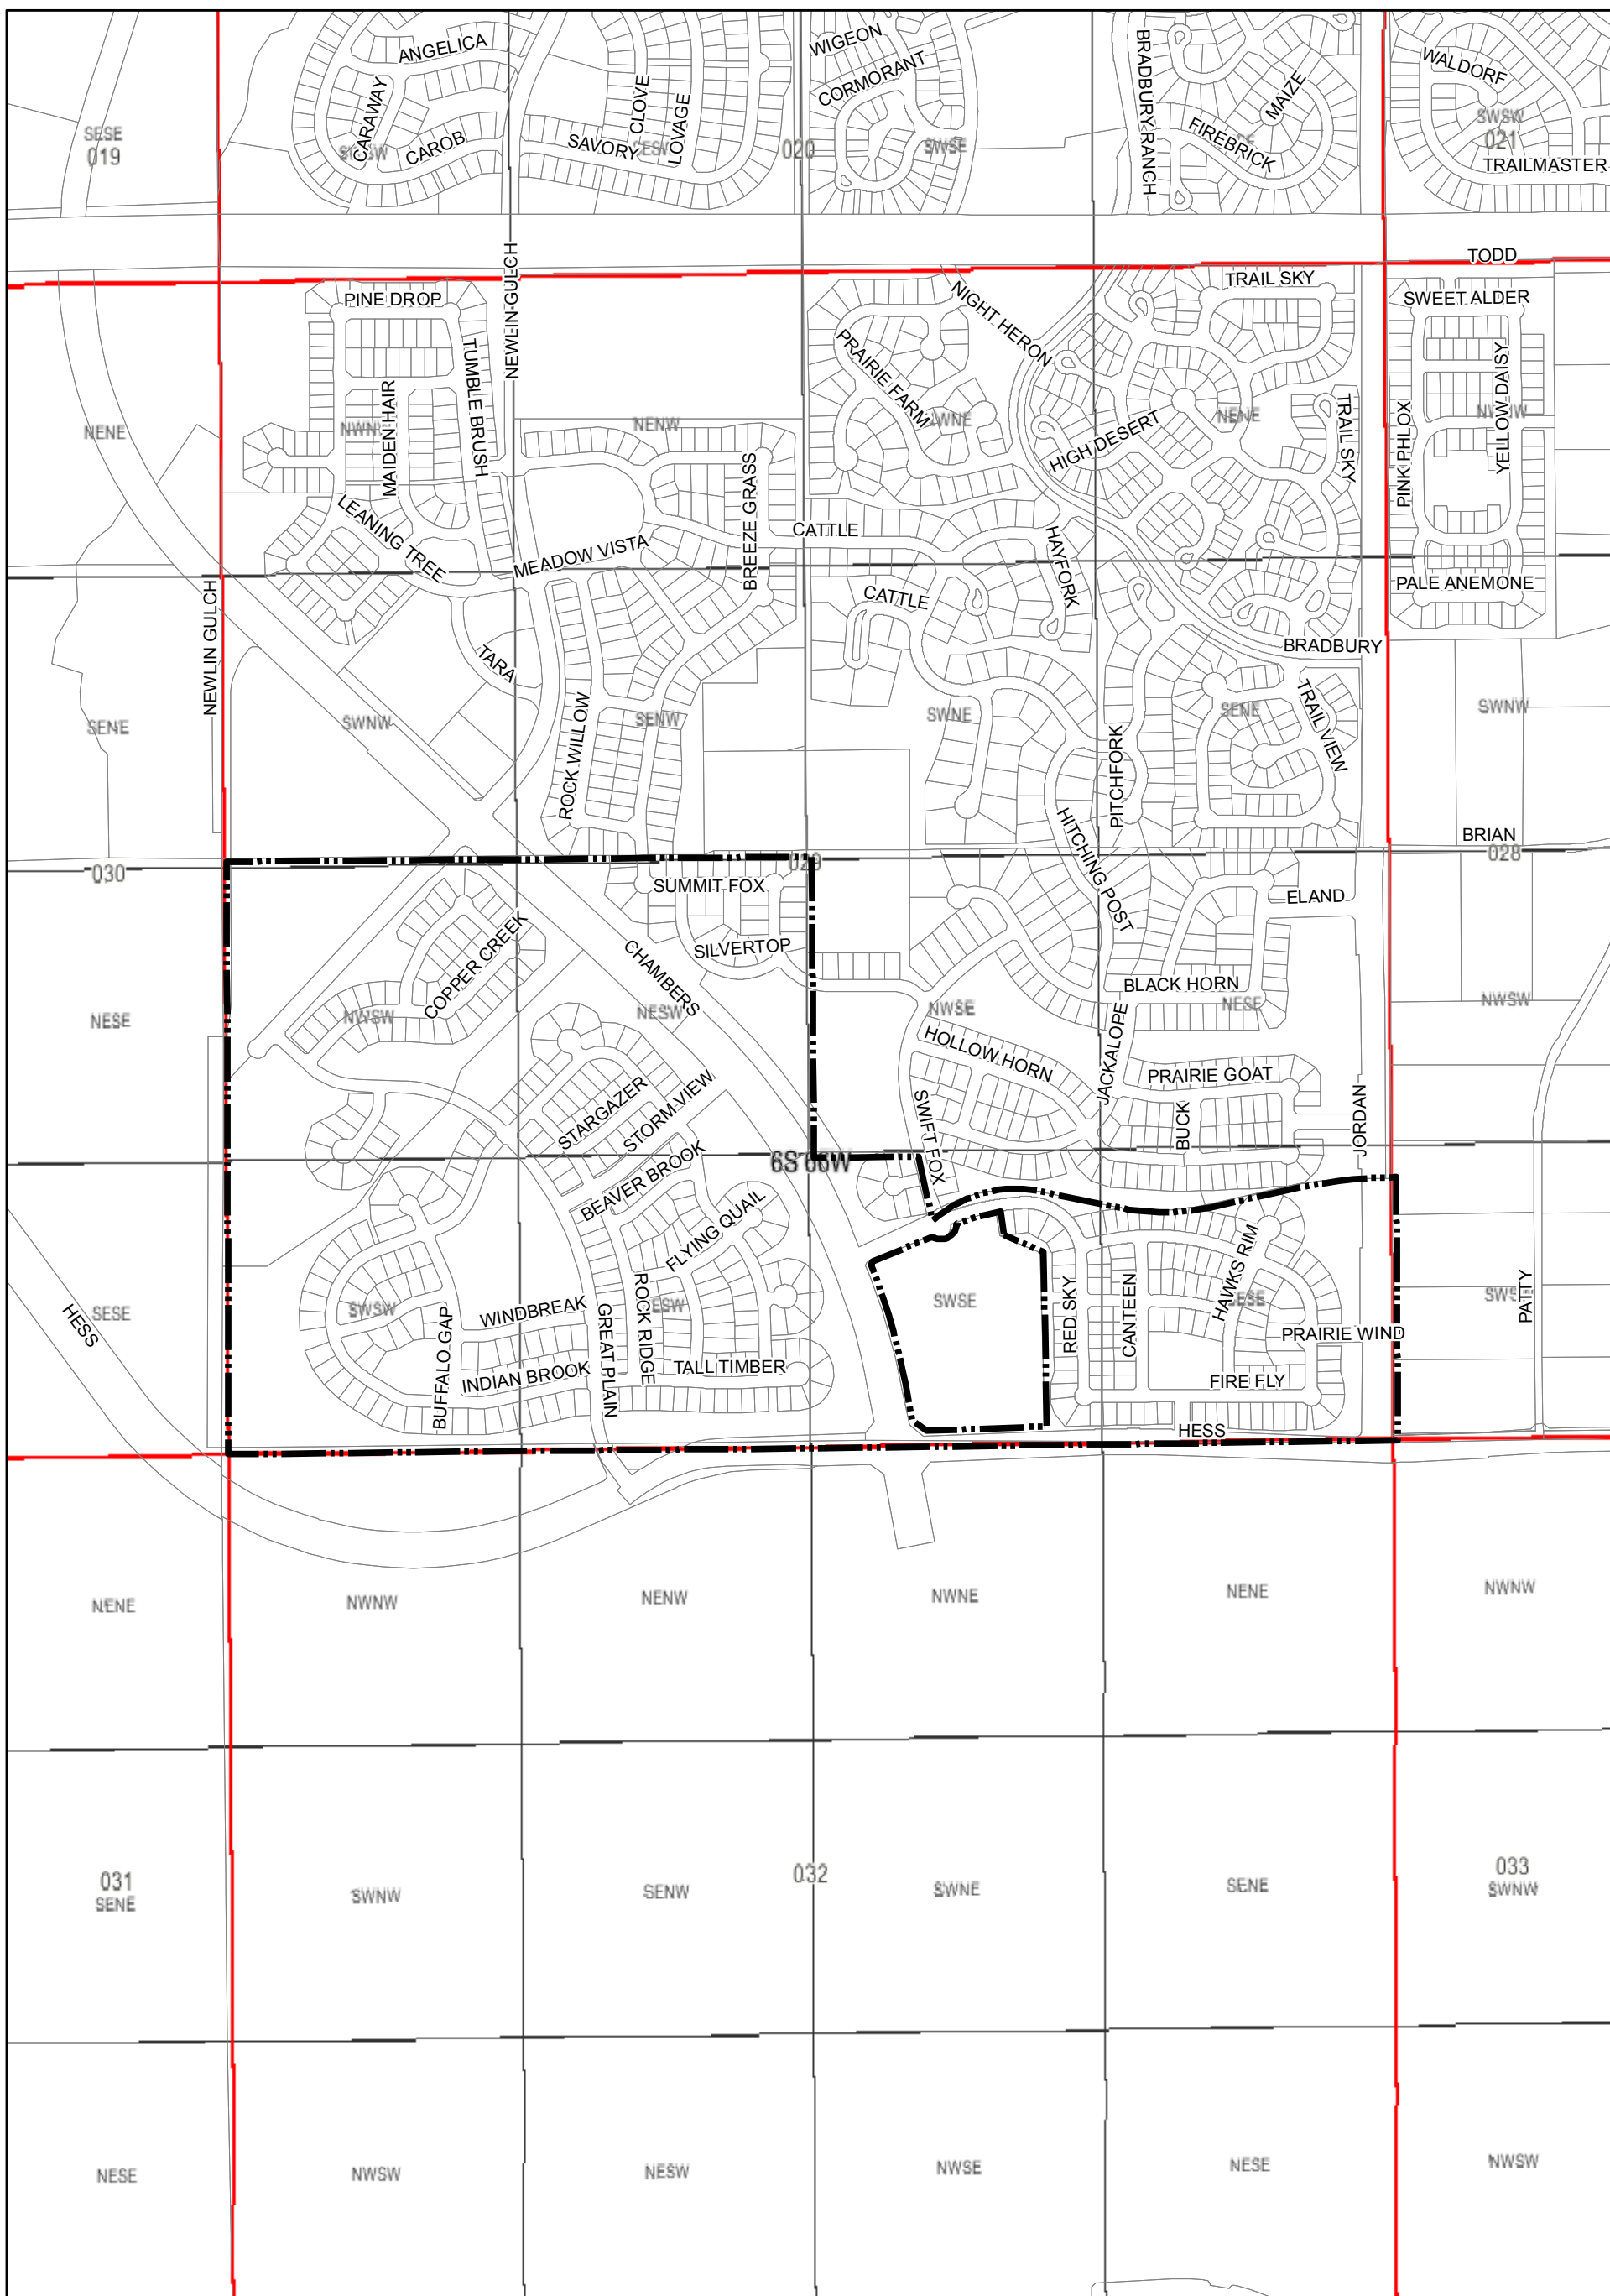 WIGEON
ANGELICA
CORMORANT
BRADBURY RANCH
WALDORF
CARAWAY
CLOVE
LOVAGE
MAIZE
SESE
019
CAROB
SAVORY
020
SWSE
FIREBRICK
SWSW
021
TRAILMASTER
NEWLIN GULCH
TODD
PINE DROP
NIGHT HERON
TRAIL SKY
SWEET ALDER
TUMBLE BRUSH
MAIDEN HAIR
PRAIRIE FARM
YELLOW DAISY
NENE
NENW
NENE
TRAIL SKY
PINK PHLOX
HIGH DESERT
BREEZE GRASS
LEANING TREE
MEADOW VISTA
CATTLE
HAYFORK
CATTLE
PALE ANEMONE
NEWLIN GULCH
BRADBURY
TARA
SENE
SWNW
SENW
SWNE
SENE
TRAIL VIEW
SWNW
ROCK WILLOW
PITCHFORK
HITCHING POST
BRIAN
030
029
028
SUMMIT FOX
ELAND
COPPER CREEK
SILVERTOP
CHAMBERS
BLACK HORN
NESE
NWSW
NESW
NWSE
NESE
NWSW
HOLLOW HORN
JACKALOPE
PRAIRIE GOAT
STARGAZER
STORM VIEW
SWIFT FOX
BUCK
JORDAN
BEAVER BROOK
6S 66W
FLYING QUAIL
HAWKS RIM
HESS
SESE
SWSW
BUFFALO GAP
WINDBREAK
GREAT PLAIN
ROCK RIDGE
SWSE
RED SKY
CANTEEN
PATTY
PRAIRIE WIND
INDIAN BROOK
TALL TIMBER
FIRE FLY
HESS
NENE
NWNW
NENW
NWNE
NENE
NWNW
031
SENE
SWNW
SENW
032
SWNE
SENE
033
SWNW
NESE
NWSW
NESW
NWSE
NESE
NWSW